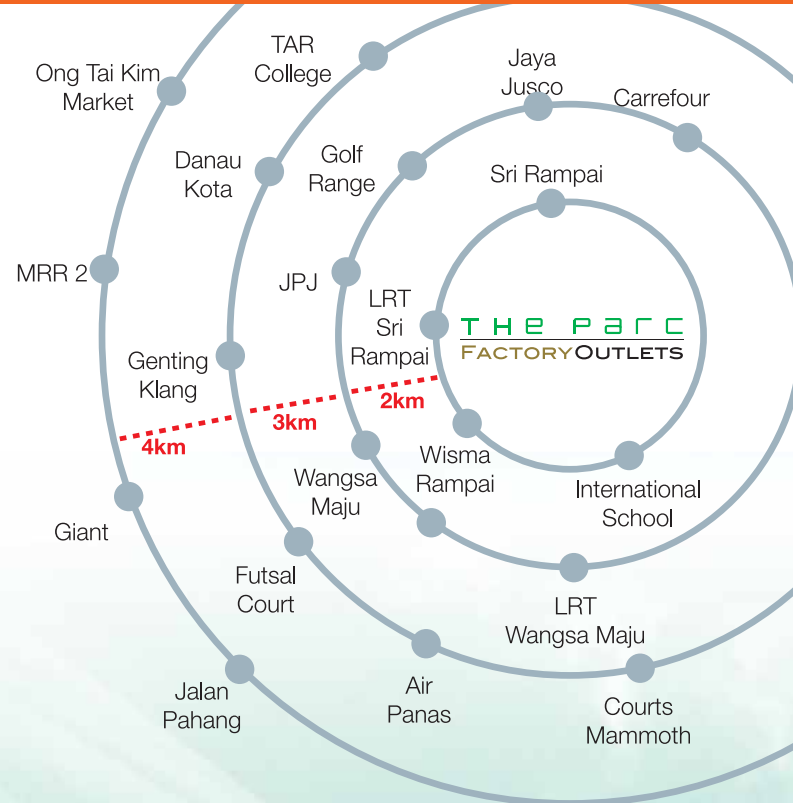 TAR
College
Ong Tai Kim
Market
Jaya
Jusco
Carrefour
Golf
Range
Danau
Kota
Sri Rampai
MRR 2
JPJ
LRT
Sri
Rampai
THE PARC
FACTORYOUTLETS
Genting
Klang
2km
3km
4km
Wisma
Rampai
Wangsa
Maju
International
School
Giant
Futsal
Court
LRT
Wangsa Maju
Air
Panas
Jalan
Pahang
Courts
Mammoth